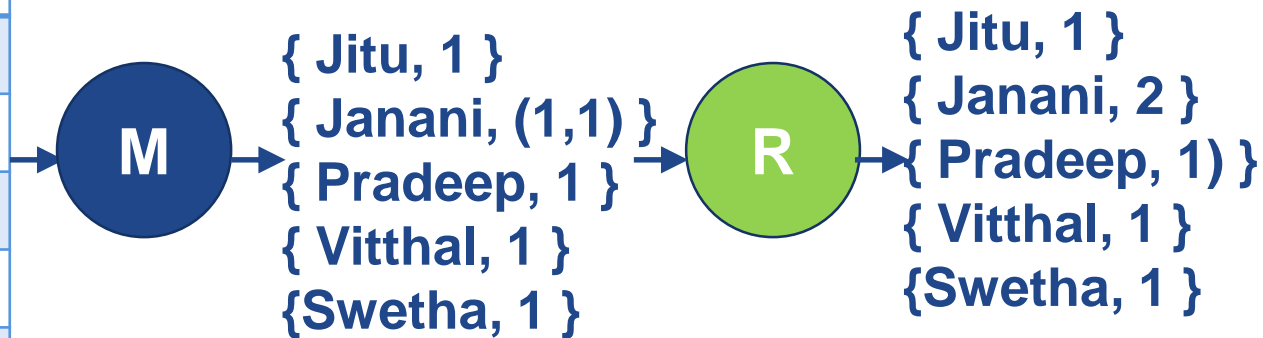 M
{ Jitu, 1 }
{ Janani, (1,1) }
{ Pradeep, 1 }
{ Vitthal, 1 }
{Swetha, 1 }
R
{ Jitu, 1 }
{ Janani, 2 }
{ Pradeep, 1) }
{ Vitthal, 1 }
{Swetha, 1 }